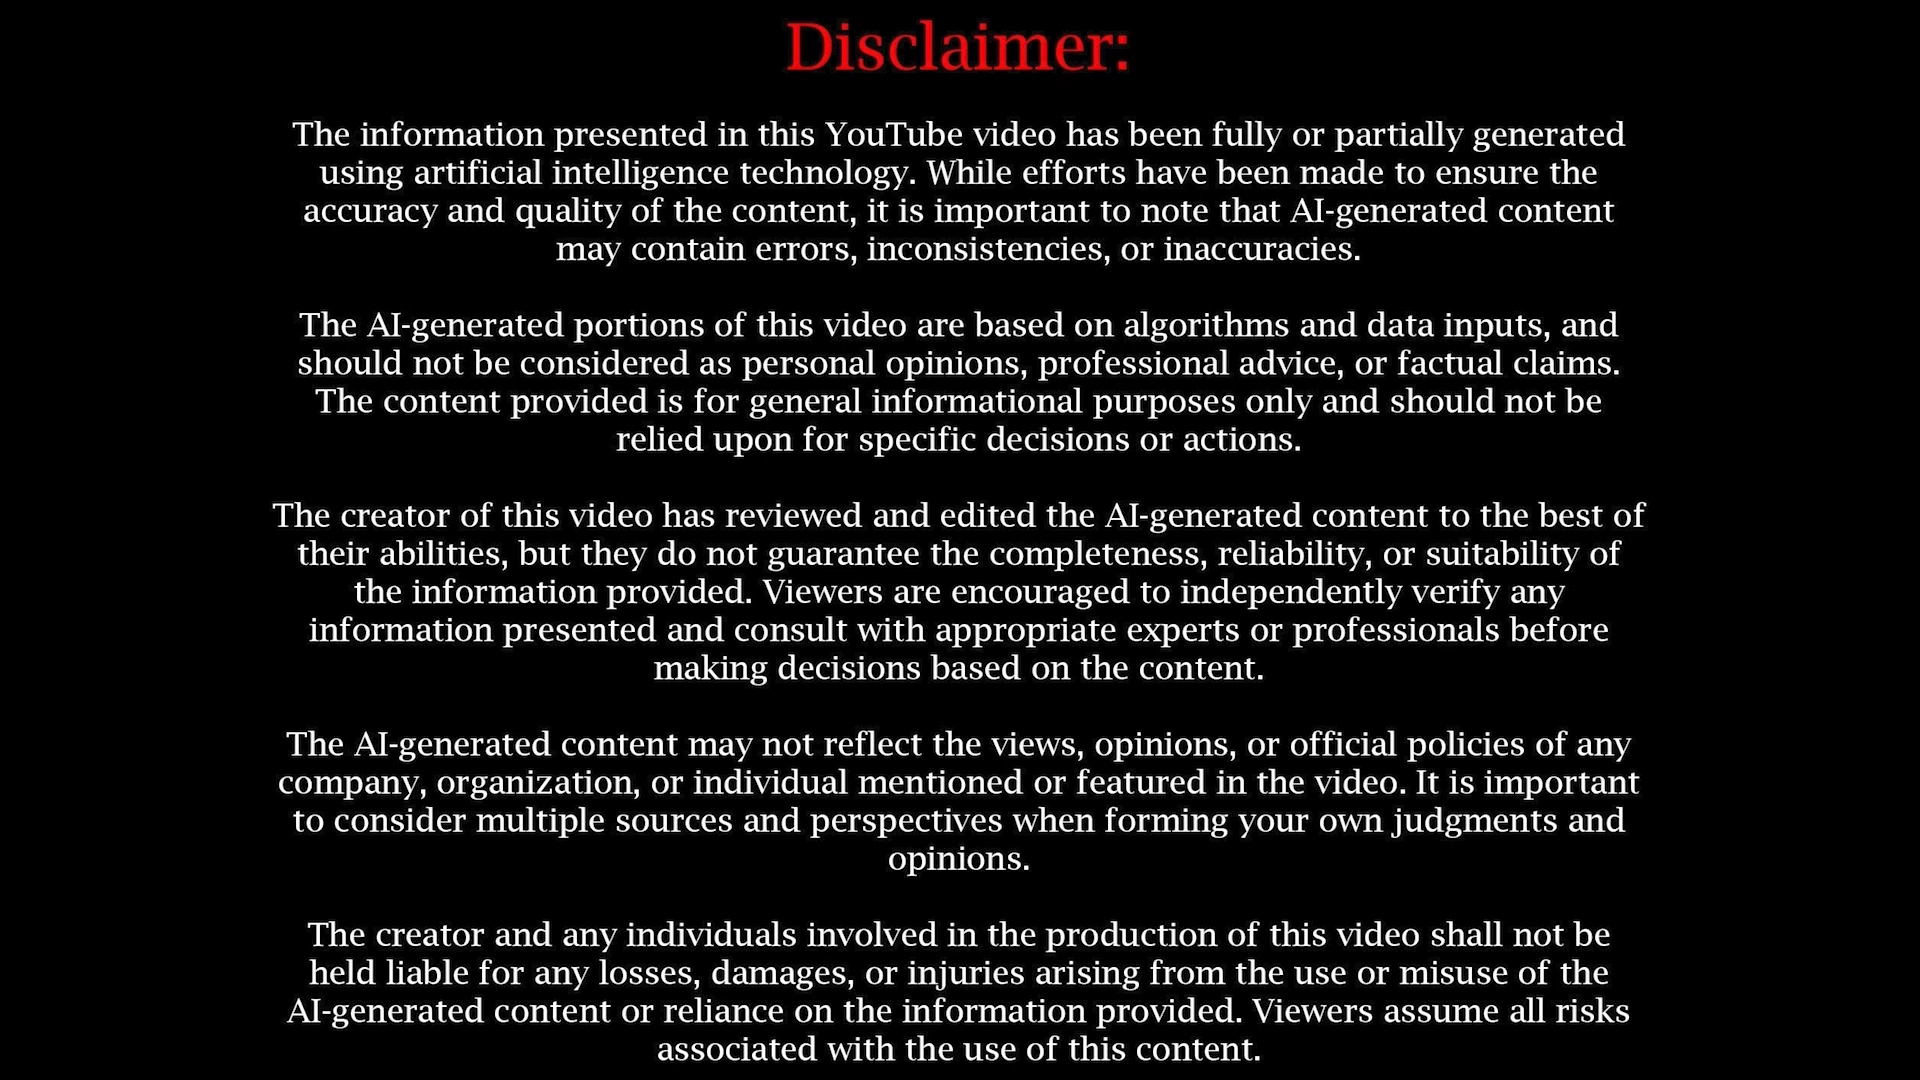 Disclaimer:
The information presented in this YouTube video has been fully or partially generated
using artificial intelligence technology. While efforts have been made to ensure the
accuracy and quality of the content, it is important to note that AI-generated content
may contain errors, inconsistencies, or inaccuracies.
The AI-generated portions of this video are based on algorithms and data inputs, and
should not be considered as personal opinions, professional advice, or factual claims.
The content provided is for general informational purposes only and should not be
relied upon for specific decisions or actions.
The creator of this video has reviewed and edited the AI-generated content to the best of
their abilities, but they do not guarantee the completeness, reliability, or suitability of
the information provided. Viewers are encouraged to independently verify any
information presented and consult with appropriate experts or professionals before
making decisions based on the content.
The AI-generated content may not reflect the views, opinions, or official policies of any
company, organization, or individual mentioned or featured in the video. It is important
to consider multiple sources and perspectives when forming your own judgments and
opinions.
The creator and any individuals involved in the production of this video shall not be
held liable for any losses, damages, or injuries arising from the use or misuse of the
AI-generated content or reliance on the information provided. Viewers assume all risks
associated with the use of this content.